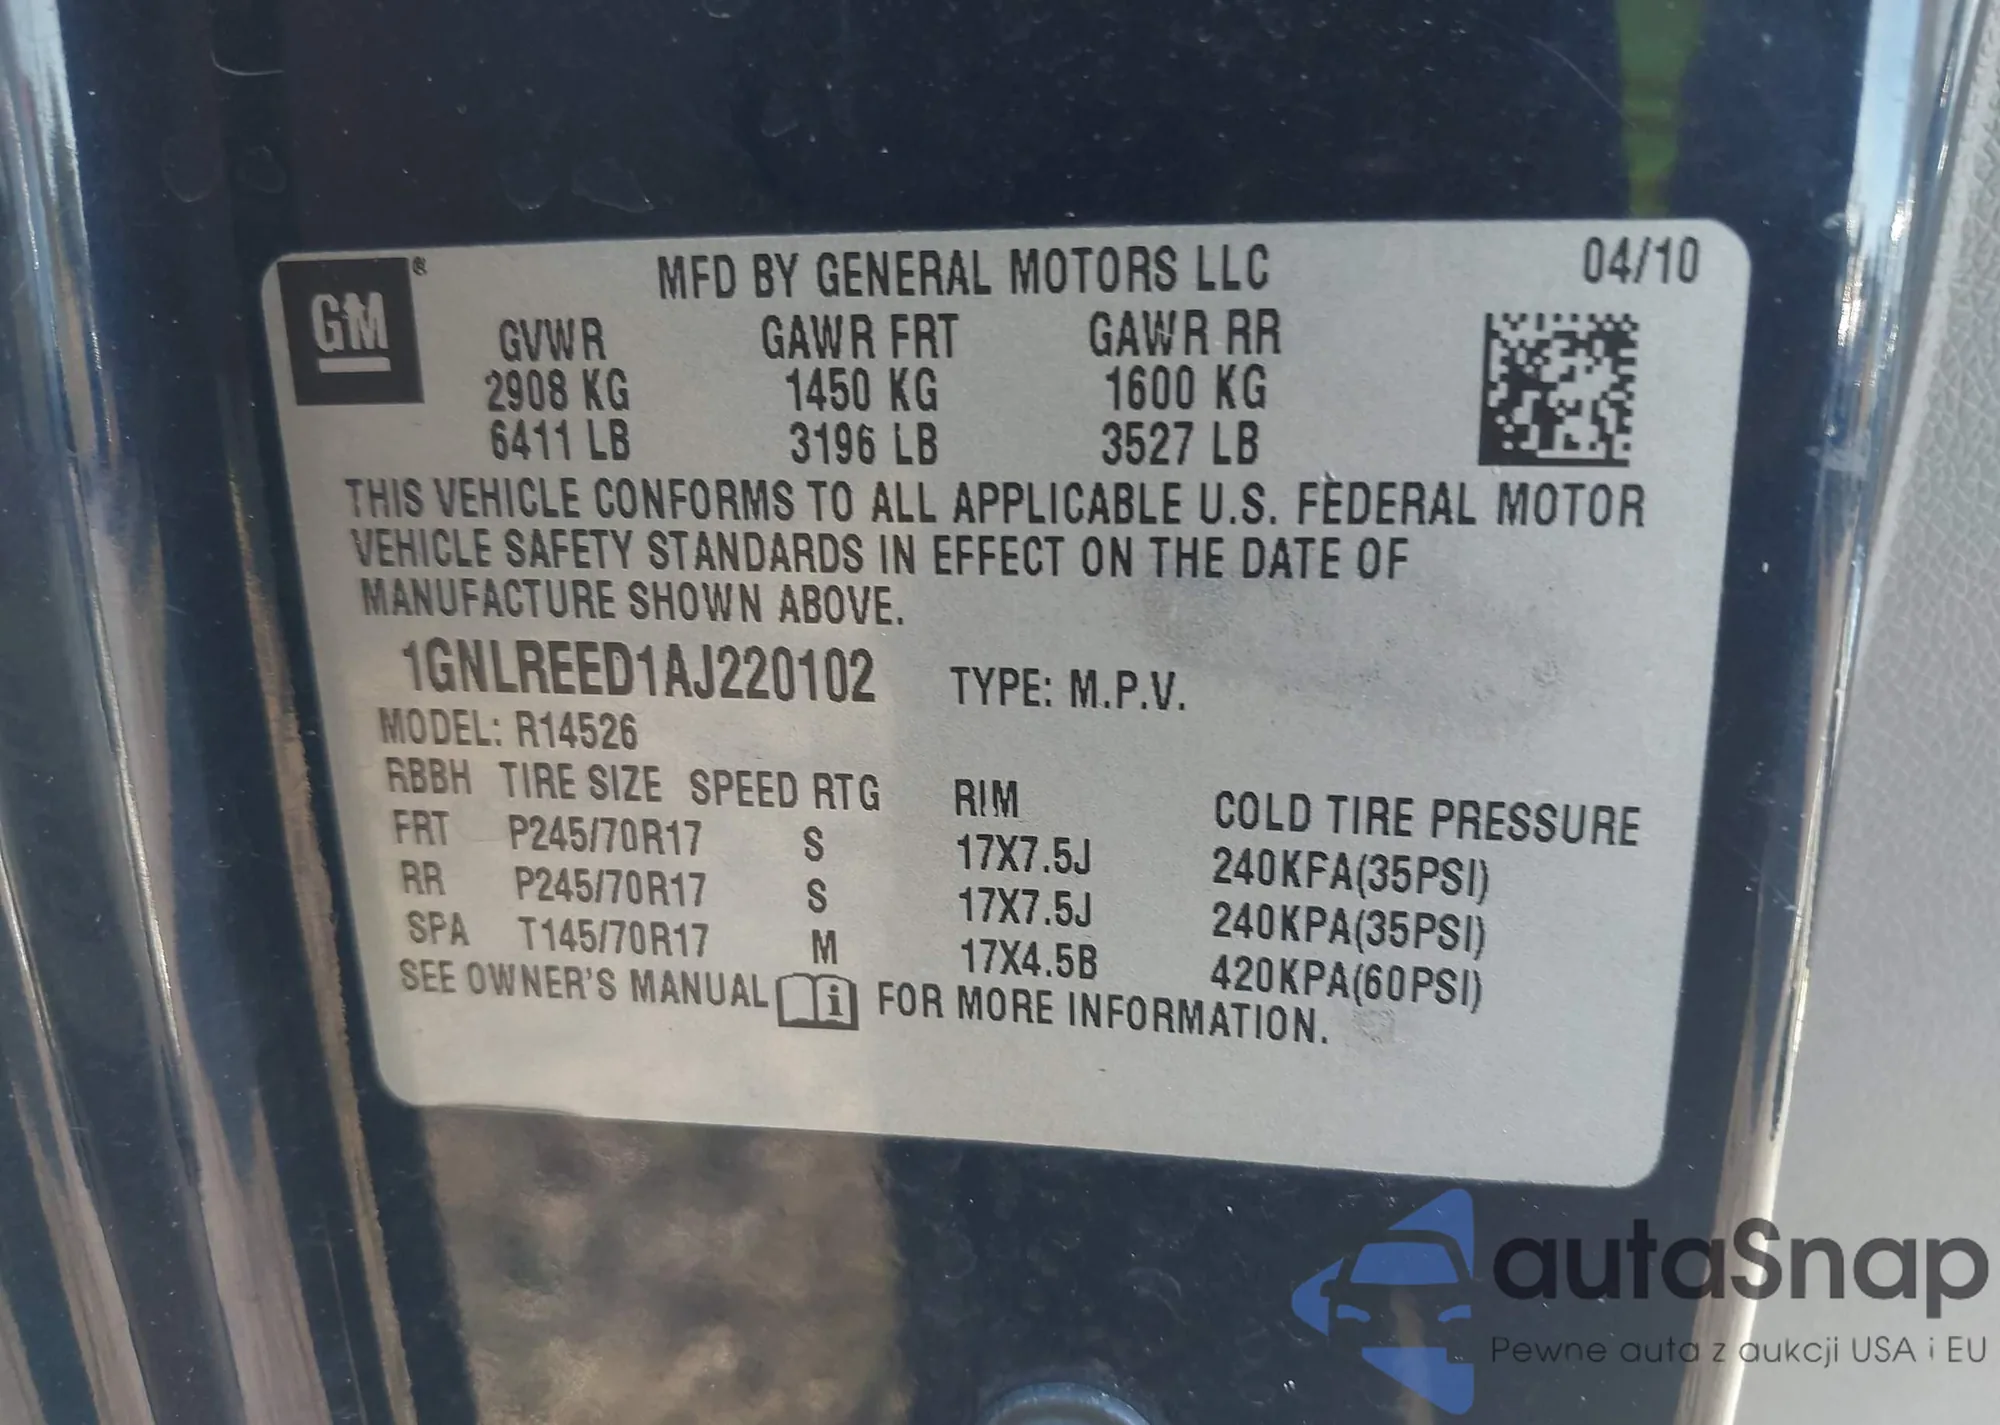 GM®
MFD BY GENERAL MOTORS LLC 04/10
GVWR GAWR FRT GAWR RR
2908 KG 1450 KG 1600 KG
6411 LB 3196 LB 3527 LB
THIS VEHICLE CONFORMS TO ALL APPLICABLE U.S. FEDERAL MOTOR
VEHICLE SAFETY STANDARDS IN EFFECT ON THE DATE OF
MANUFACTURE SHOWN ABOVE.
1GNLREED1AJ220102 TYPE: M.P.V.
MODEL: R14526
RBBH TIRE SIZE SPEED RTG RIM COLD TIRE PRESSURE
FRT P245/70R17 S 17X7.5J 240KPA(35PSI)
RR P245/70R17 S 17X7.5J 240KPA(35PSI)
SPA T145/70R17 M 17X4.5B 420KPA(60PSI)
SEE OWNER'S MANUAL i FOR MORE INFORMATION.
autaSnap
Pewne auta z aukcji USA i EU